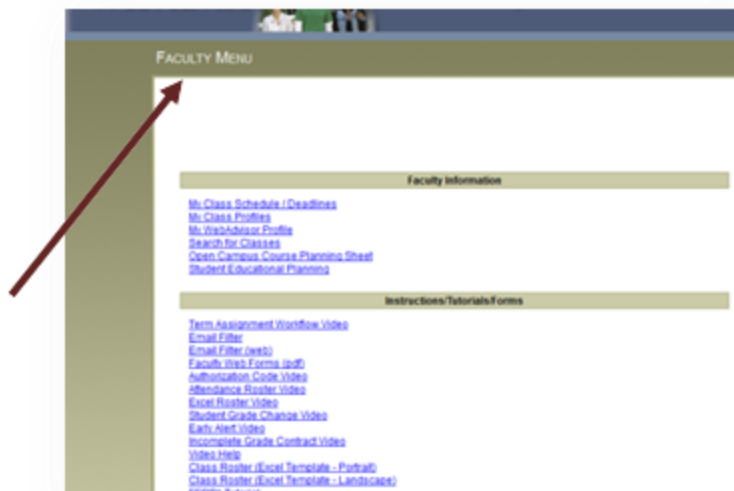 FACULTY MENU
Faculty Information
My Class Schedule / Deadlines
My Class Profiles
My WebAdvisor Profile
Search for Classes
Open Campus Course Planning Sheet
Student Educational Planning
Instructions/Tutorials/Forms
Term Assignment Workflow Video
Email Filter
Email Filter (web)
Faculty Web Forms (pdf)
Authorization Code Video
Attendance Roster Video
Excel Roster Video
Student Grade Change Video
Early Alert Video
Incomplete Grade Contract Video
Video Help
Class Roster (Excel Template - Portrait)
Class Roster (Excel Template - Landscape)